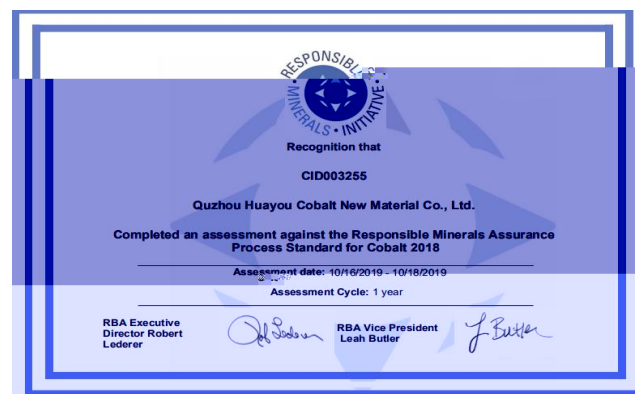 RESPONSIBLE
MINERALS • INITIATIVE
Recognition that
CID003255
Quzhou Huayou Cobalt New Material Co., Ltd.
Completed an assessment against the Responsible Minerals Assurance
Process Standard for Cobalt 2018
Assessment date: 10/16/2019 - 10/18/2019
Assessment Cycle: 1 year
RBA Executive
Director Robert
Lederer
RBA Vice President
Leah Butler